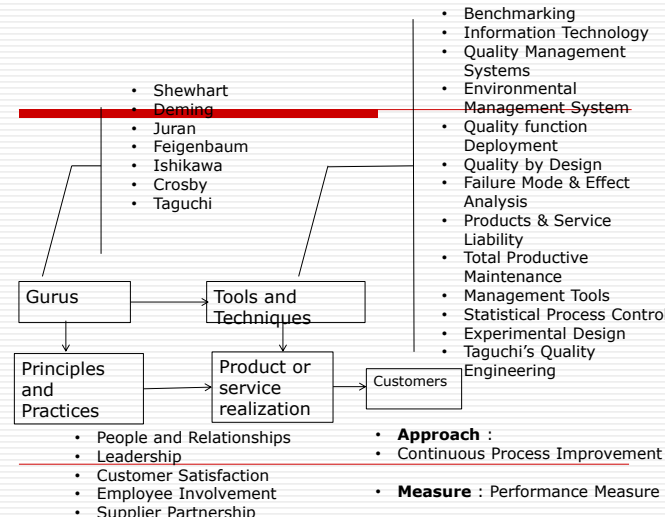 • Shewhart
• Deming
• Juran
• Feigenbaum
• Ishikawa
• Crosby
• Taguchi
• Benchmarking
• Information Technology
• Quality Management
Systems
• Environmental
Management System
• Quality function
Deployment
• Quality by Design
• Failure Mode & Effect
Analysis
• Products & Service
Liability
• Total Productive
Maintenance
• Management Tools
• Statistical Process Control
• Experimental Design
• Taguchi's Quality
Engineering
Gurus
Tools and
Techniques
Principles
and
Practices
Product or
service
realization
Customers
• People and Relationships
• Leadership
• Customer Satisfaction
• Employee Involvement
• Supplier Partnership
• Approach :
• Continuous Process Improvement
• Measure : Performance Measure